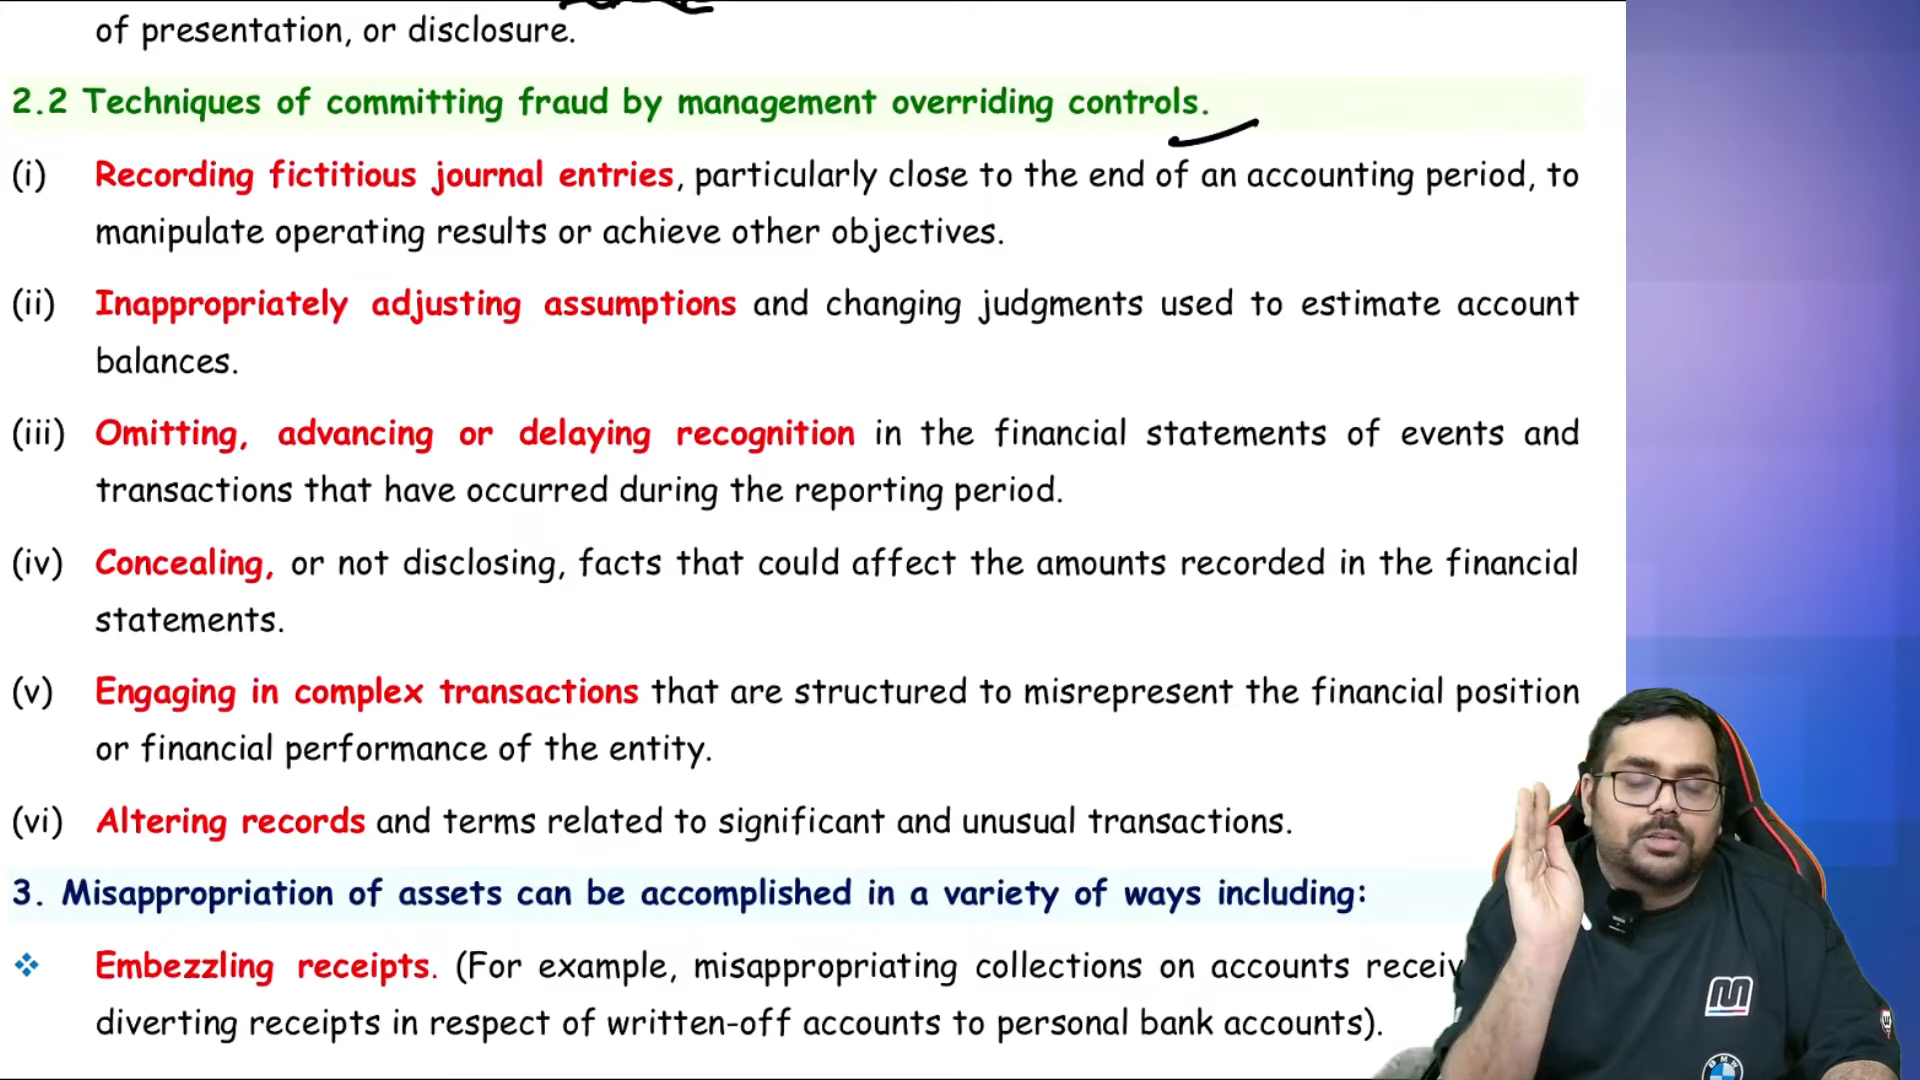 of presentation, or disclosure.
2.2 Techniques of committing fraud by management overriding controls.
(i) Recording fictitious journal entries, particularly close to the end of an accounting period, to
manipulate operating results or achieve other objectives.
(ii) Inappropriately adjusting assumptions and changing judgments used to estimate account
balances.
(iii) Omitting, advancing or delaying recognition in the financial statements of events and
transactions that have occurred during the reporting period.
(iv) Concealing, or not disclosing, facts that could affect the amounts recorded in the financial
statements.
(v) Engaging in complex transactions that are structured to misrepresent the financial position
or financial performance of the entity.
(vi) Altering records and terms related to significant and unusual transactions.
3. Misappropriation of assets can be accomplished in a variety of ways including:
❖ Embezzling receipts. (For example, misappropriating collections on accounts receiv
diverting receipts in respect of written-off accounts to personal bank accounts).
BMW